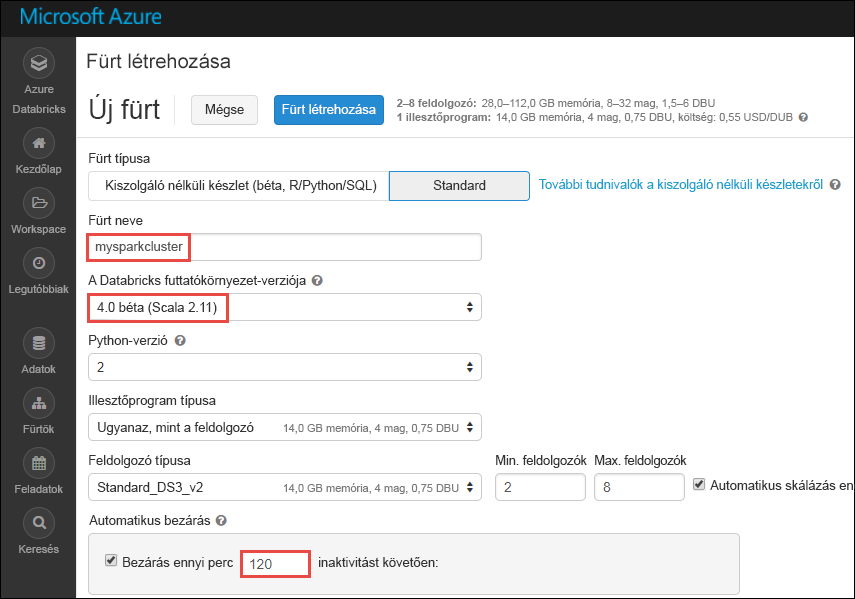 Microsoft Azure
Azure
Databricks
Kezdőlap
Workspace
Legutóbbiak
Adatok
Fürtök
Feladatok
Keresés
Fürt létrehozása
Új fürt
Mégse
Fürt létrehozása
2–8 feldolgozó: 28,0–112,0 GB memória, 8–32 mag, 1,5–6 DBU
1 illesztőprogram: 14,0 GB memória, 4 mag, 0,75 DBU, költség: 0,55 USD/DUB
Fürt típusa
Kiszolgáló nélküli készlet (béta, R/Python/SQL)
Standard
További tudnivalók a kiszolgáló nélküli készletekről
Fürt neve
mysparkcluster
A Databricks futtatókörnyezet-verziója
4.0 béta (Scala 2.11)
Python-verzió
2
Illesztőprogram típusa
Ugyanaz, mint a feldolgozó 14,0 GB memória, 4 mag, 0,75 DBU
Feldolgozó típusa Min. feldolgozók Max. feldolgozók
Standard_DS3_v2 14,0 GB memória, 4 mag, 0,75 DBU 2 8 Automatikus skálázás en
Automatikus bezárás
Bezárás ennyi perc 120 inaktivitást követően: